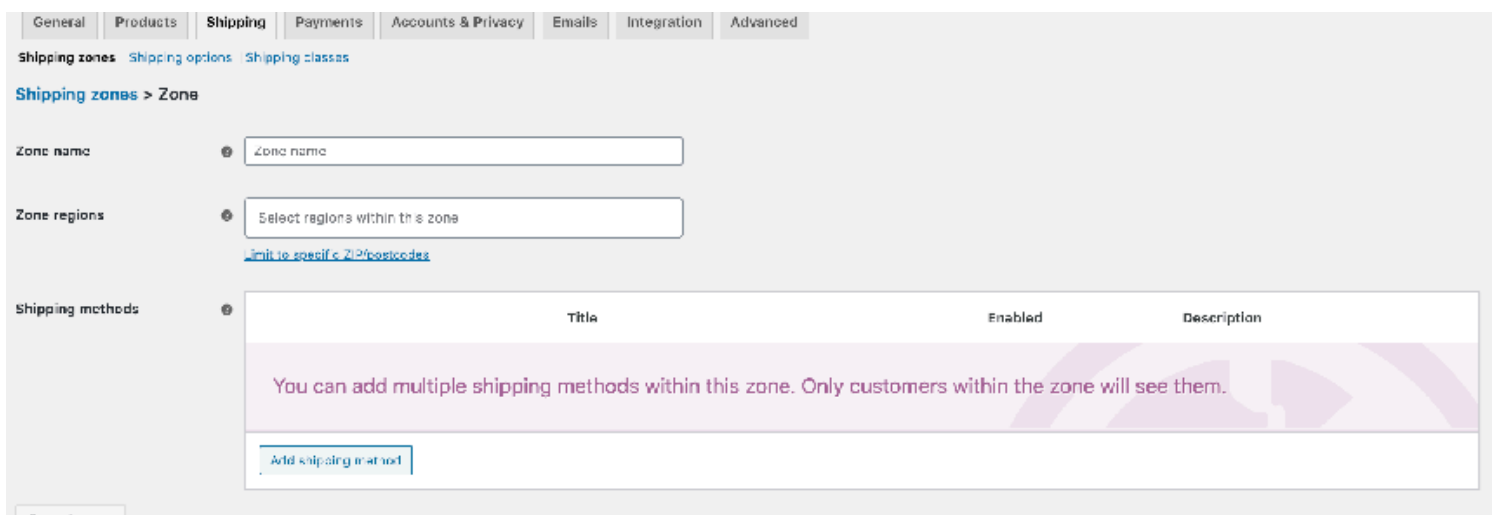 General Products Shipping Payments Accounts & Privacy Emails Integration Advanced
Shipping zones Shipping options | Shipping classes
Shipping zones > Zone
Zone name Zone name
Zone regions Select regions within this zone
Limit to specific ZIP/postcodes
Shipping methods Title Enabled Description
You can add multiple shipping methods within this zone. Only customers within the zone will see them.
Add shipping method